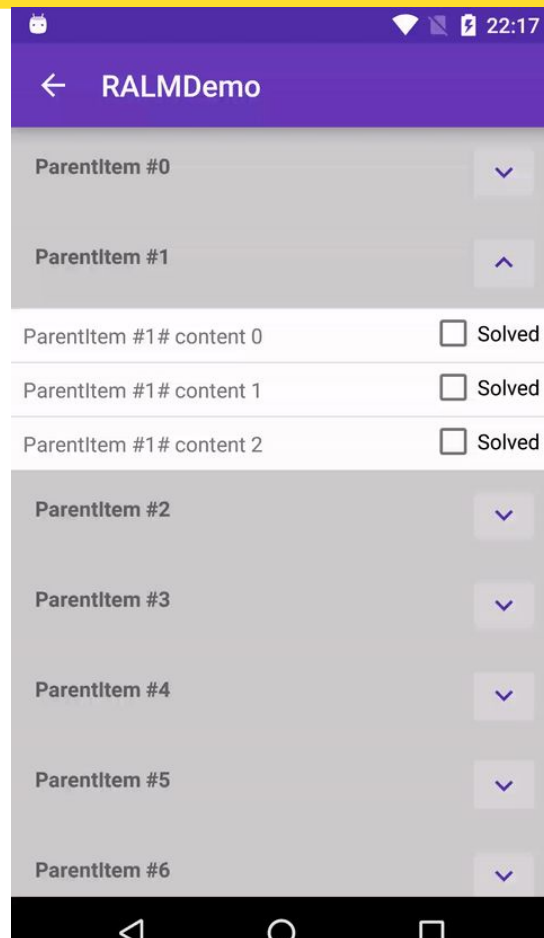 22:17
RALMDemo
ParentItem #0
ParentItem #1
ParentItem #1# content 0 Solved
ParentItem #1# content 1 Solved
ParentItem #1# content 2 Solved
ParentItem #2
ParentItem #3
ParentItem #4
ParentItem #5
ParentItem #6